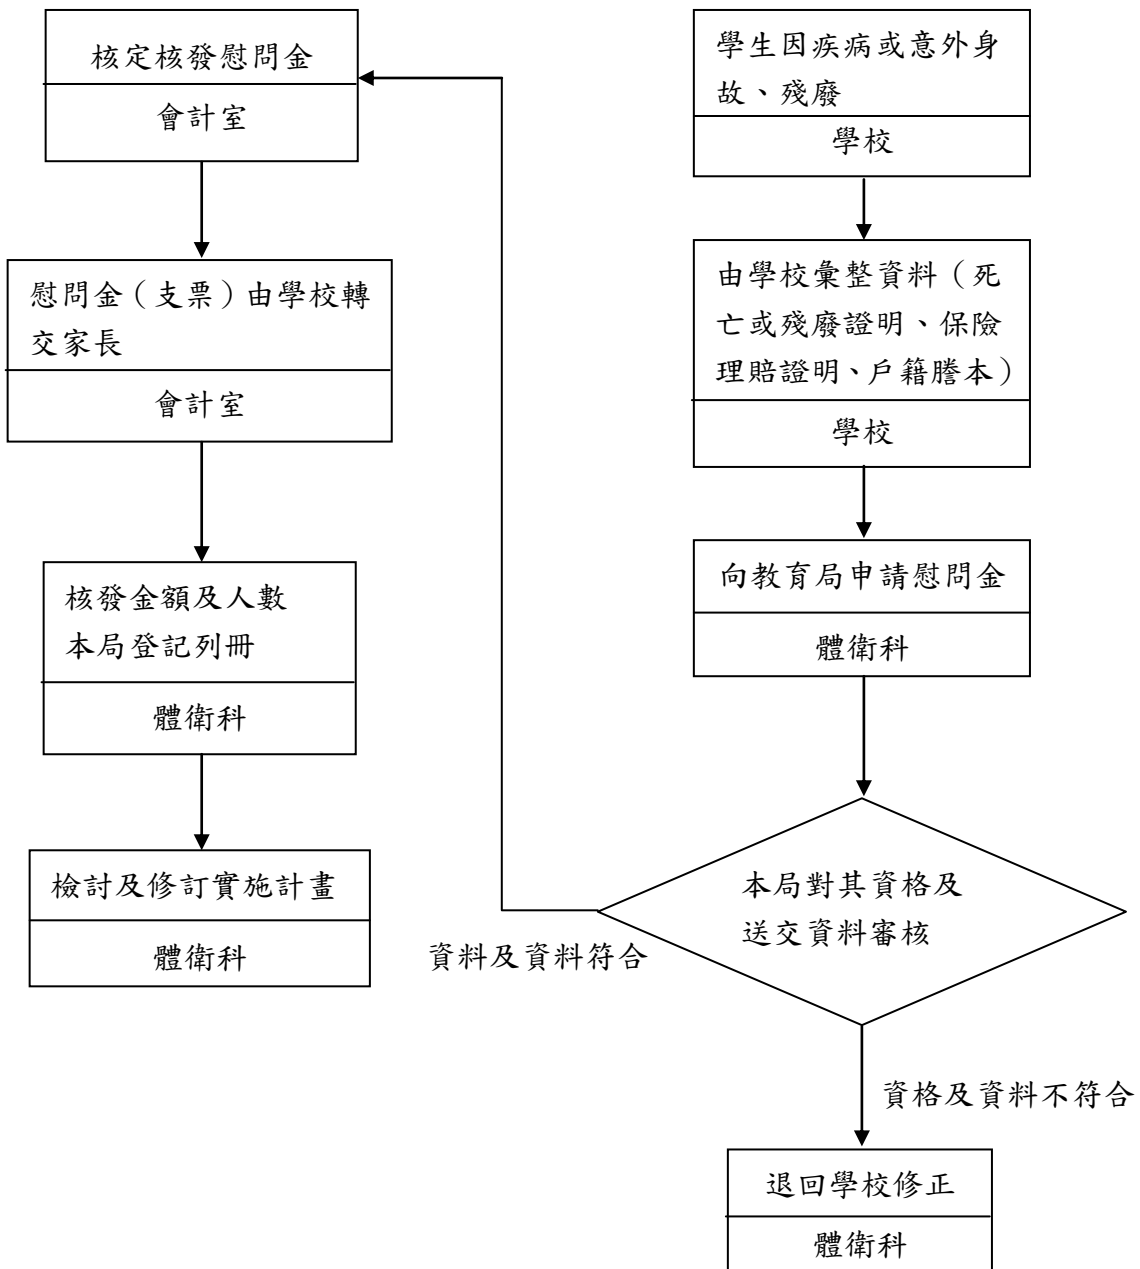 學生因疾病或意外身
故、殘廢
學校
由學校彙整資料（死
亡或殘廢證明、保險
理賠證明、戶籍謄本）
學校
向教育局申請慰問金
體衛科
本局對其資格及
送交資料審核
資料及資料符合
資格及資料不符合
退回學校修正
體衛科
核定核發慰問金
會計室
慰問金（支票）由學校轉
交家長
會計室
核發金額及人數
本局登記列冊
體衛科
檢討及修訂實施計畫
體衛科